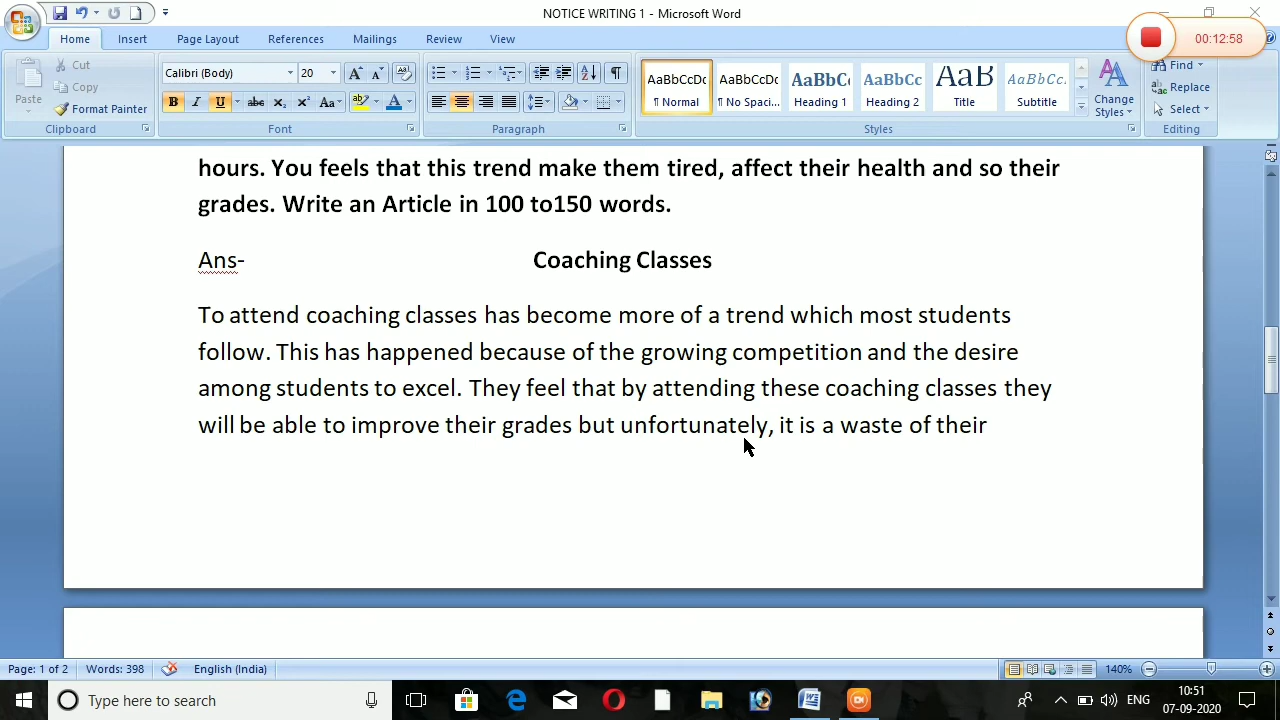 NOTICE WRITING 1 - Microsoft Word
00:12:58
Home Insert Page Layout References Mailings Review View
Paste
Cut
Copy
Format Painter
Clipboard
Calibri (Body) 20
B I U abc x₂ x² Aa
Font
Paragraph
AaBbCcDc AaBbCcDc AaBbC AaBbCc AaB AaBbCc.
¶ Normal ¶ No Spaci... Heading 1 Heading 2 Title Subtitle
Change
Styles
Styles
Find
Replace
Select
Editing
hours. You feels that this trend make them tired, affect their health and so their
grades. Write an Article in 100 to150 words.
Ans- Coaching Classes
To attend coaching classes has become more of a trend which most students
follow. This has happened because of the growing competition and the desire
among students to excel. They feel that by attending these coaching classes they
will be able to improve their grades but unfortunately, it is a waste of their
Page: 1 of 2 Words: 398 English (India) 140%
Type here to search
ENG
10:51
07-09-2020